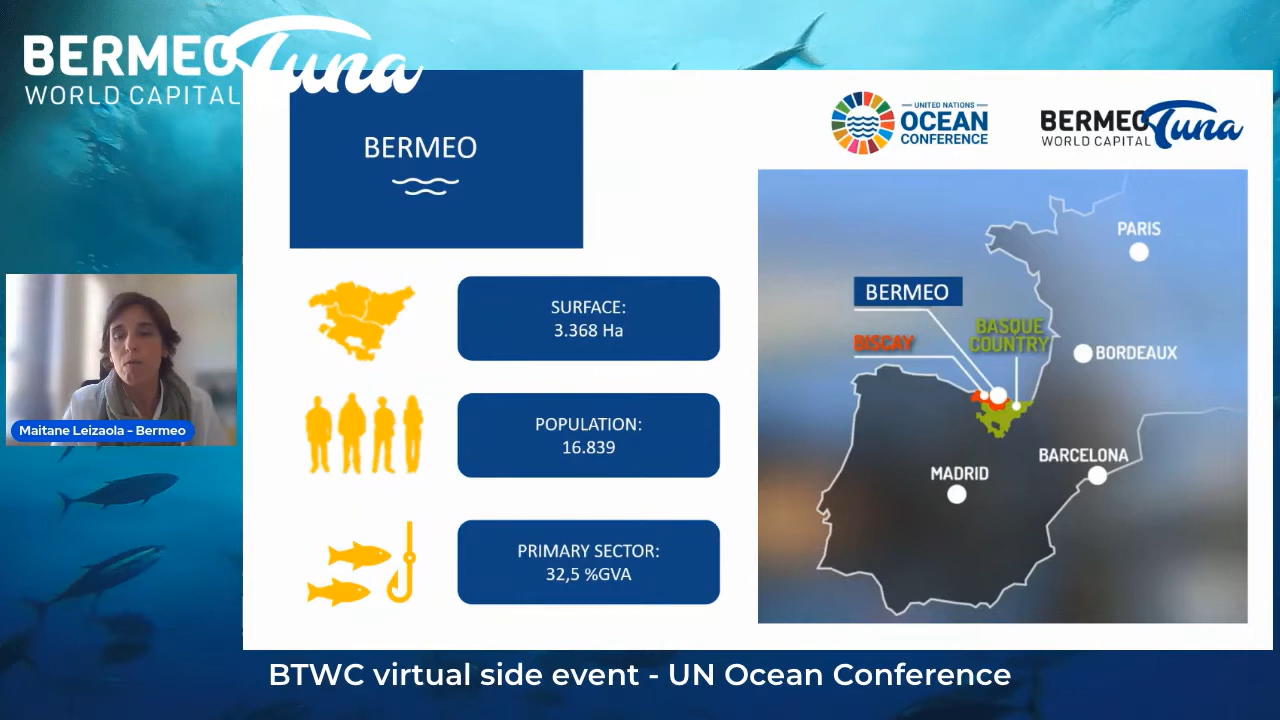 BERMEO Tuna
WORLD CAPITAL
BERMEO
UNITED NATIONS
OCEAN
CONFERENCE
BERMEO Tuna
WORLD CAPITAL
SURFACE:
3.368 Ha
POPULATION:
16.839
PRIMARY SECTOR:
32,5 %GVA
PARIS
BERMEO
BASQUE
COUNTRY
BISCAY
BORDEAUX
BARCELONA
MADRID
Maitane Leizaola - Bermeo
BTWC virtual side event - UN Ocean Conference